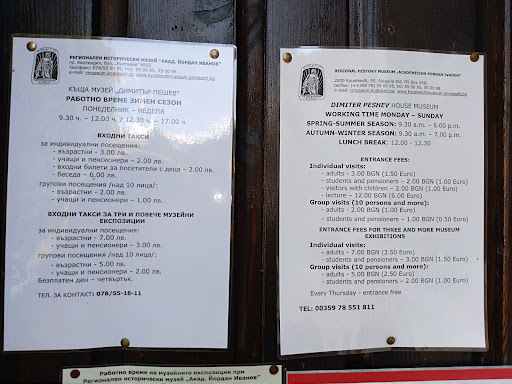 РЕГИОНАЛЕН ИСТОРИЧЕСКИ МУЗЕЙ "АКАД. ЙОРДАН ИВАНОВ"
гр. Кюстендил, бул. "България" №55
КЪЩА МУЗЕЙ "ДИМИТЪР ПЕШЕВ"
РАБОТНО ВРЕМЕ ЗИМЕН СЕЗОН
ПОНЕДЕЛНИК – НЕДЕЛЯ
9.30 ч. – 12.00 ч. / 12.30 ч. – 17.00 ч.
ВХОДНИ ТАКСИ
за индивидуални посещения:
- възрастни – 3.00 лв.
- учащи и пенсионери – 2.00 лв.
- входни билети за посетители с деца – 2.00 лв.
- беседа – 6,00 лв.
групови посещения /над 10 лица/:
- възрастни – 2.00 лв.
- учащи и пенсионери – 1.00 лв.
ВХОДНИ ТАКСИ ЗА ТРИ И ПОВЕЧЕ МУЗЕЙНИ
ЕКСПОЗИЦИИ
за индивидуални посещения:
- възрастни – 7.00 лв.
- учащи и пенсионери – 3.00 лв.
групови посещения /над 10 лица/:
- възрастни – 5.00 лв.
- учащи и пенсионери – 2.00 лв.
Безплатен ден – четвъртък.
ТЕЛ. ЗА КОНТАКТ: 078/55-18-11
REGIONAL HISTORY MUSEUM "ACADEMICIAN YORDAN IVANOV"
2500 Kyustendil, 55, Bulgaria Bld, PO Box 290
DIMITER PESHEV HOUSE MUSEUM
WORKING TIME MONDAY – SUNDAY
SPRING-SUMMER SEASON: 9.30 a.m. – 6.00 p.m.
AUTUMN-WINTER SEASON: 9.30 a.m. – 5.00 p.m.
LUNCH BREAK: 12.00 - 12.30
ENTRANCE FEES:
Individual visits:
- adults - 3.00 BGN (1.50 Euro)
- students and pensioners – 2.00 BGN (1.00 Euro)
- visitors with children – 2.00 BGN (1.00 Euro)
- lecture – 12.00 BGN (6.00 Euro)
Group visits (10 persons and more):
- adults - 2.00 BGN (1.00 Euro)
- students and pensioners – 1.00 BGN (0.50 Euro)
ENTRANCE FEES FOR THREE AND MORE MUSEUM
EXHIBITIONS
Individual visits:
- adults - 7.00 BGN (3.50 Euro)
- students and pensioners – 3.00 BGN (1.50 Euro)
Group visits (10 persons and more):
- adults - 5.00 BGN (2.50 Euro)
- students and pensioners – 2.00 BGN (1.00 Euro)
Every Thursday - entrance free
TEL: 00359 78 551 811
Работно време на музейните експозиции при
Регионален исторически музей "Акад. Йордан Иванов"